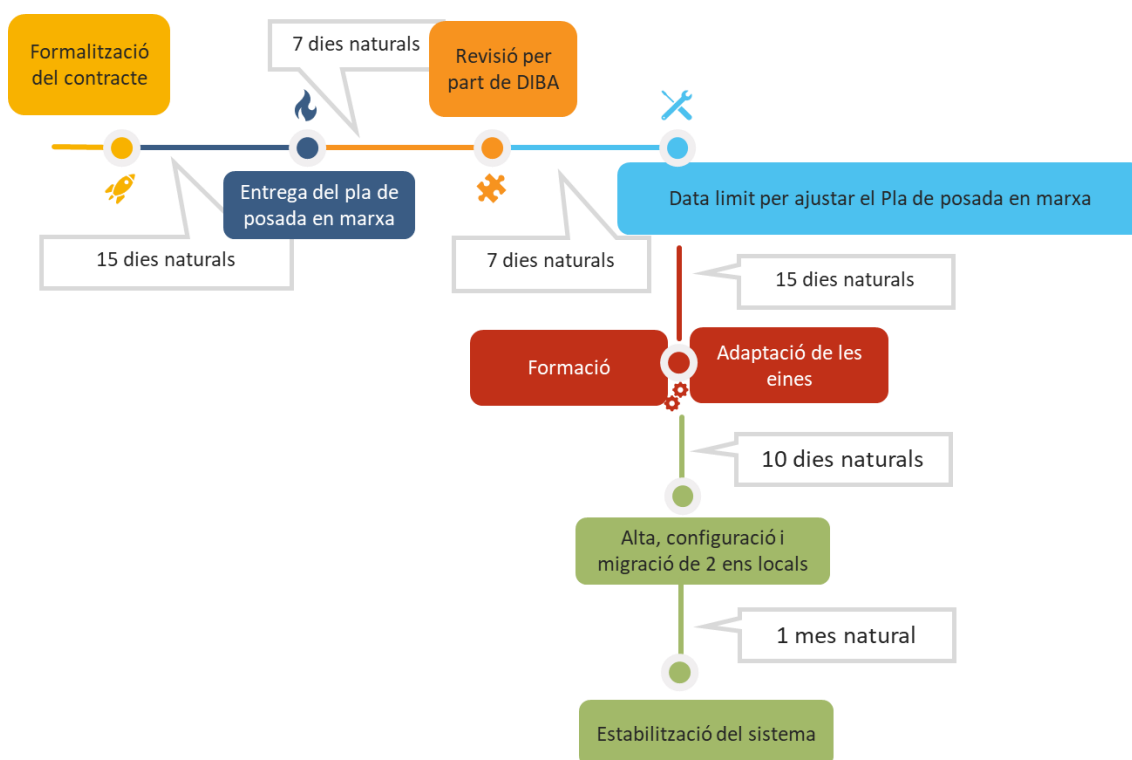 Formalització
del contracte
7 dies naturals
Revisió per
part de DIBA
Entrega del pla de
posada en marxa
Data limit per ajustar el Pla de posada en marxa
15 dies naturals
7 dies naturals
15 dies naturals
Formació
Adaptació de les
eines
10 dies naturals
Alta, configuració i
migració de 2 ens locals
1 mes natural
Estabilització del sistema